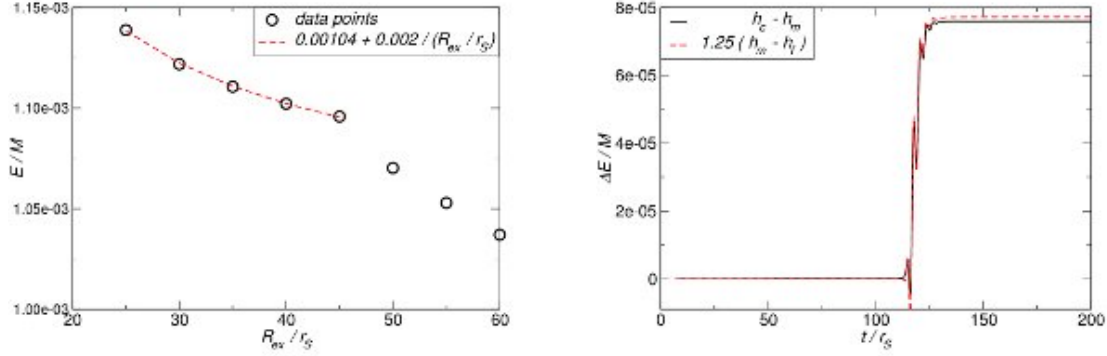 data points
0.00104 + 0.002 / (R_ex / r_S)
1.15e-03
1.10e-03
1.05e-03
1.00e-03
E / M
20 30 40 50 60
R_ex / r_S
h_c - h_m
1.25 ( h_m - h_f )
8e-05
6e-05
4e-05
2e-05
0
ΔE / M
0 50 100 150 200
t / r_S